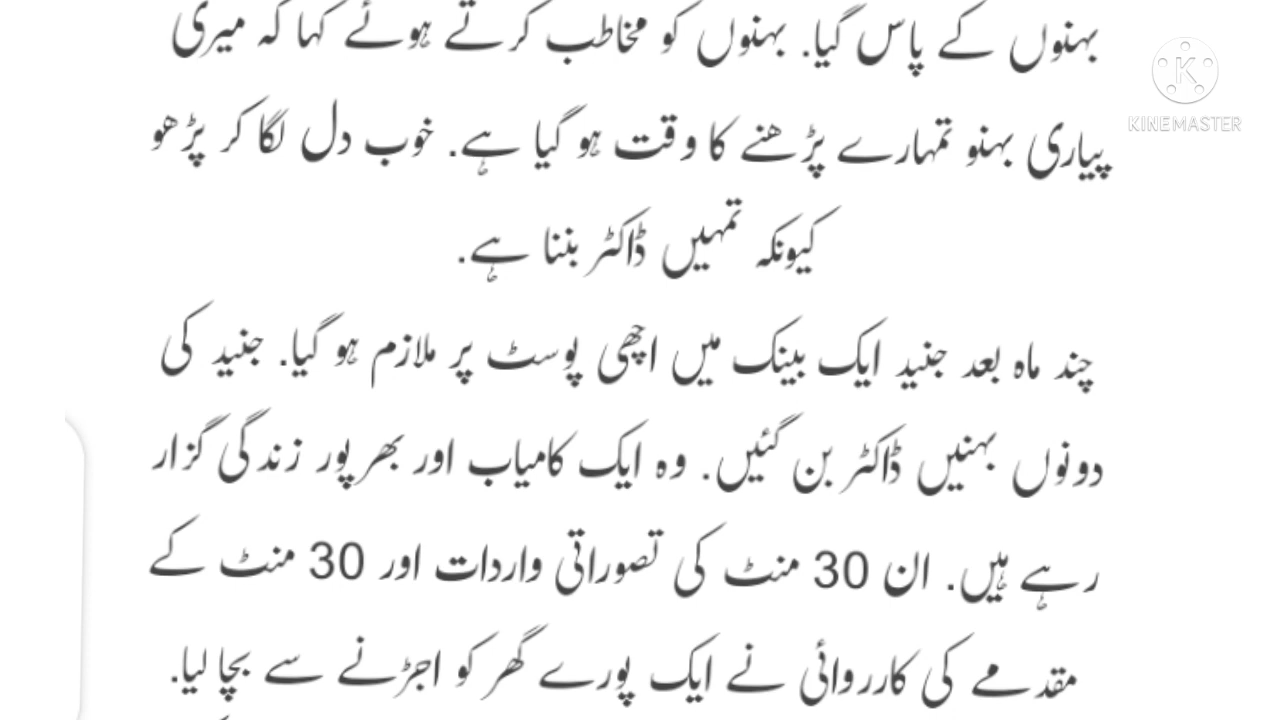 بہنوں کے پاس گیا. بہنوں کو مخاطب کرتے ہوئے کہا کہ میری
پیاری بہنو تمہارے پڑھنے کا وقت ہو گیا ہے. خوب دل لگا کر پڑھو
کیونکہ تمہیں ڈاکٹر بننا ہے.
چند ماہ بعد جنید ایک بینک میں اچھی پوسٹ پر ملازم ہو گیا. جنید کی
دونوں بہنیں ڈاکٹر بن گئیں. وہ ایک کامیاب اور بھرپور زندگی گزار
رہے ہیں. ان 30 منٹ کی تصوراتی واردات اور 30 منٹ کے
مقدمے کی کارروائی نے ایک پورے گھر کو اجڑنے سے بچا لیا.
K
KINEMASTER